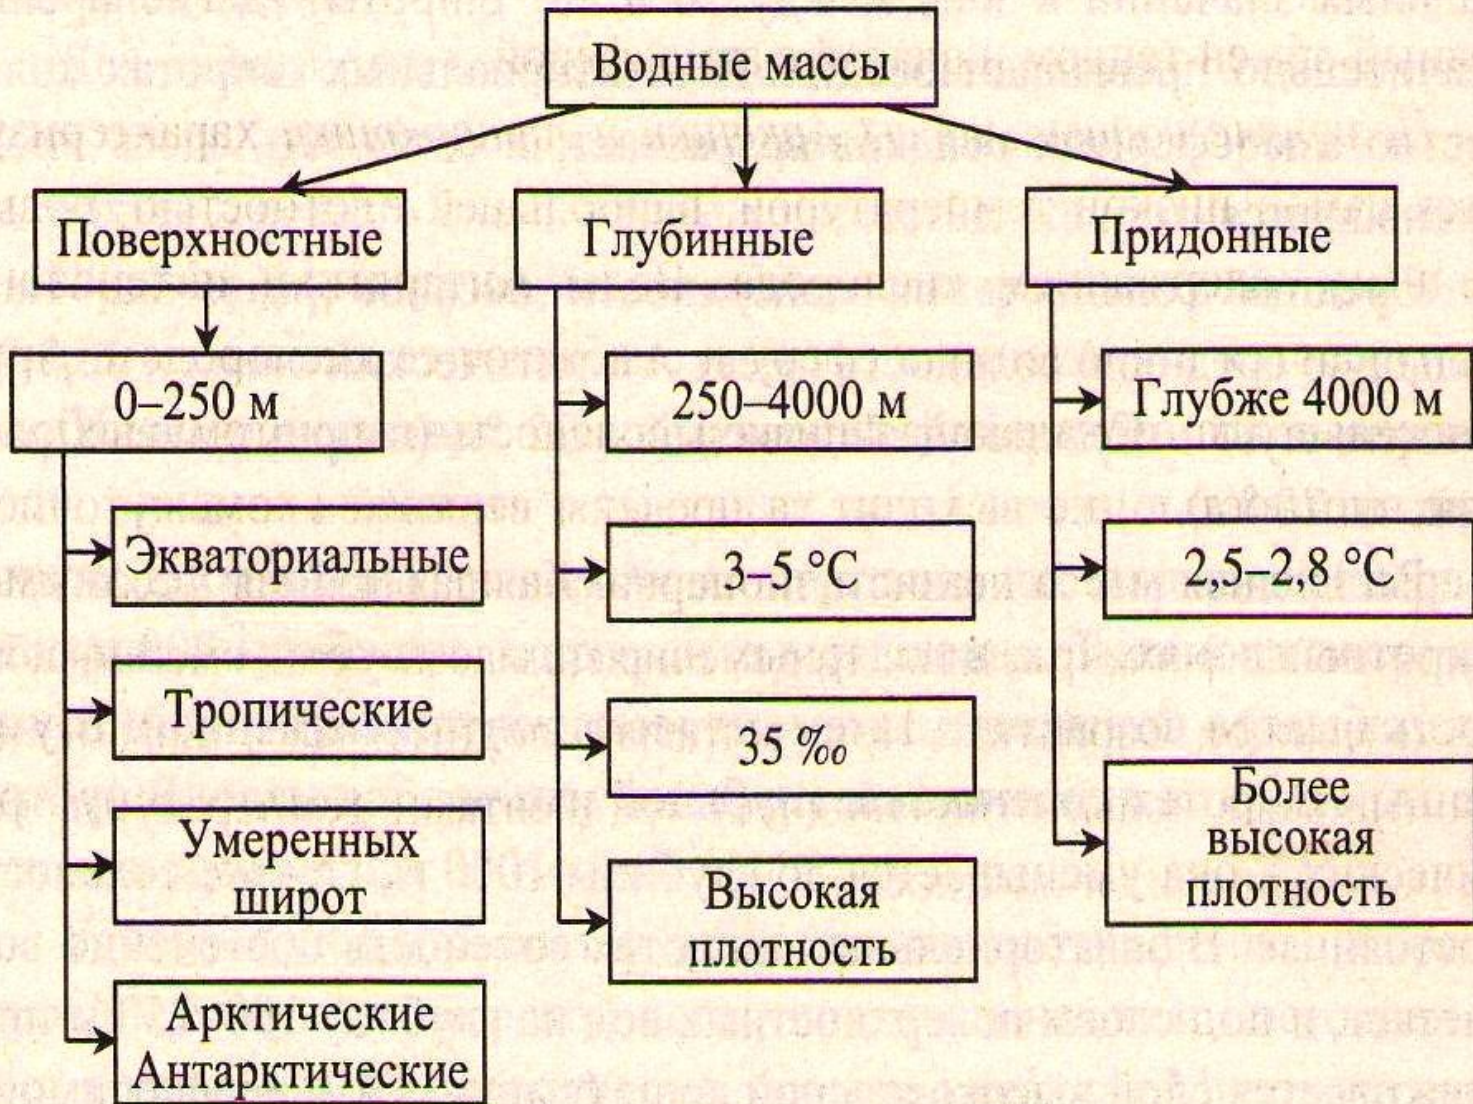 Водные массы
Поверхностные
0–250 м
Экваториальные
Тропические
Умеренных
широт
Арктические
Антарктические
Глубинные
250–4000 м
3–5 °C
35 ‰
Высокая
плотность
Придонные
Глубже 4000 м
2,5–2,8 °C
Более
высокая
плотность